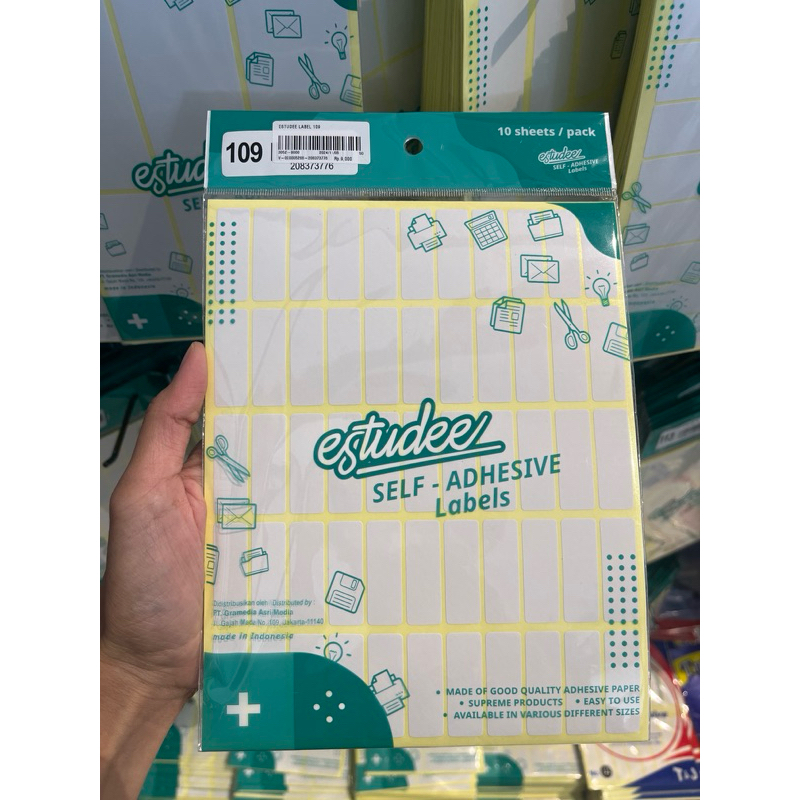 10 sheets / pack
109
ESTUDEE LABEL 109
208373776
estudee
SELF - ADHESIVE
Labels
estudee
SELF - ADHESIVE
Labels
Didistribusikan oleh / Distributed by :
PT. Gramedia Asri Media
Jl. Gajah Mada No. 109, Jakarta 11140
made in Indonesia
• MADE OF GOOD QUALITY ADHESIVE PAPER
• SUPREME PRODUCTS • EASY TO USE
• AVAILABLE IN VARIOUS DIFFERENT SIZES